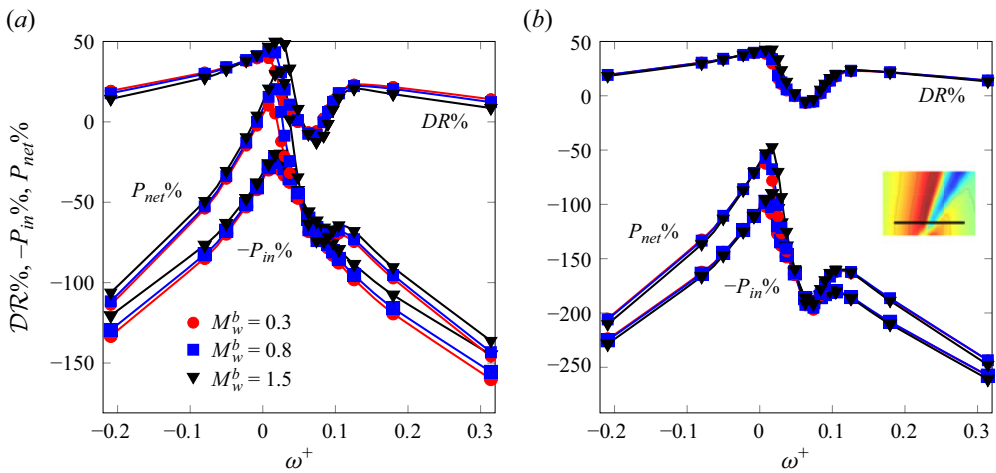 (a)
(b)
50
0
−50
−100
−150
DR%, −P_in%, P_net%
DR%
P_net%
−P_in%
M_w^b = 0.3
M_w^b = 0.8
M_w^b = 1.5
−0.2 −0.1 0 0.1 0.2 0.3
ω+
50
0
−50
−100
−150
−200
−250
DR%
P_net%
−P_in%
−0.2 −0.1 0 0.1 0.2 0.3
ω+